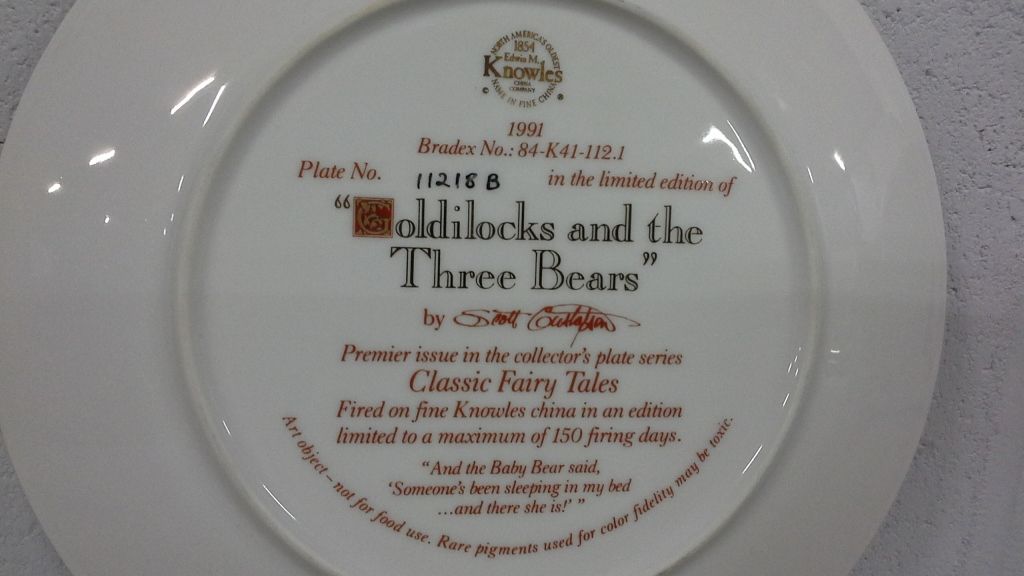 NORTH AMERICA'S OLDEST
1854
Edwin M.
Knowles
CHINA
COMPANY
NAME IN FINE CHINA
© ®
1991
Bradex No.: 84-K41-112.1
Plate No. 11218 B in the limited edition of
“Goldilocks and the
Three Bears”
by Scott Gustafson
Premier issue in the collector's plate series
Classic Fairy Tales
Fired on fine Knowles china in an edition
limited to a maximum of 150 firing days.
“And the Baby Bear said,
‘Someone's been sleeping in my bed
...and there she is!’ ”
Art object – not for food use. Rare pigments used for color fidelity may be toxic.